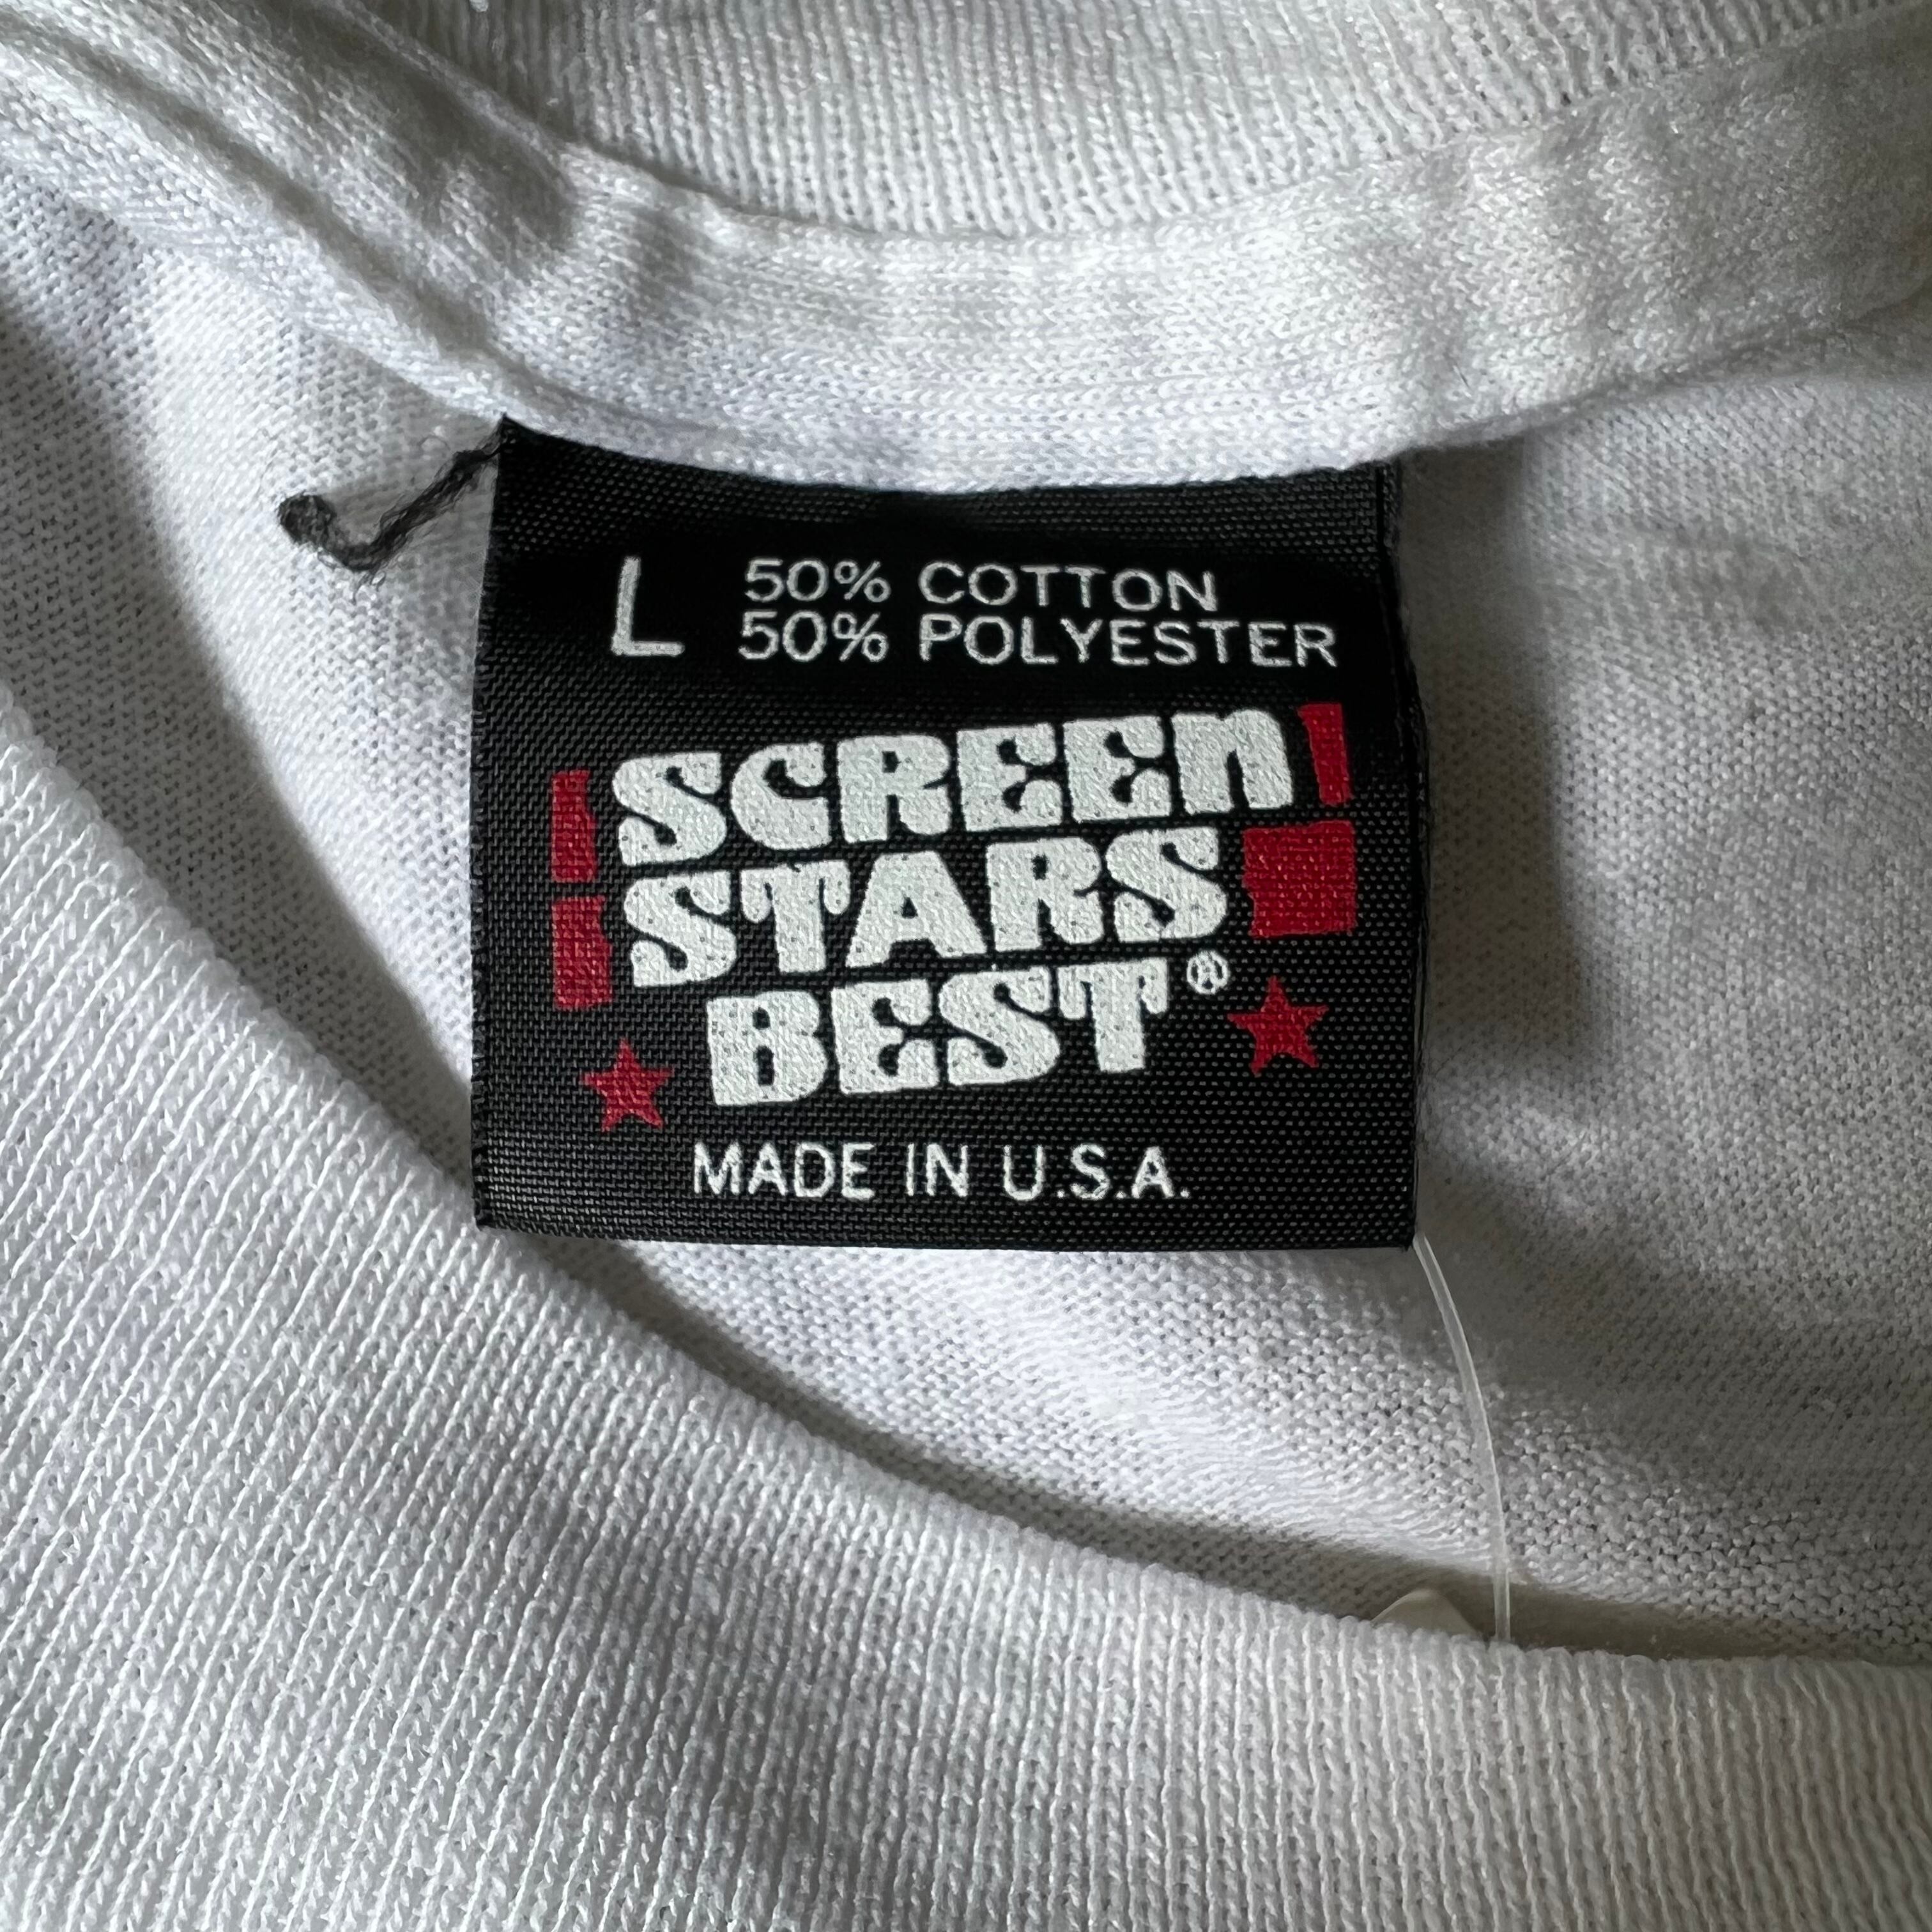 L 50% COTTON
50% POLYESTER
SCREEN
STARS
BEST®
MADE IN U.S.A.